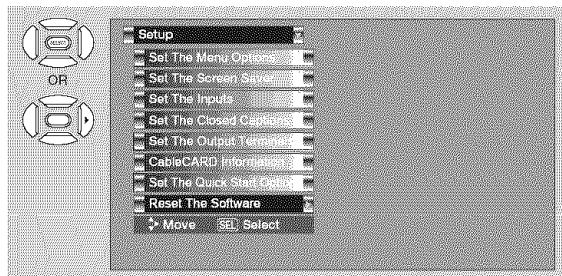 SELECT
OR
Setup
Set The Menu Options
Set The Screen Saver
Set The Inputs
Set The Closed Captions
Set The Output Terminals
CableCARD Information
Set The Quick Start Option
Reset The Software
Move SEL Select